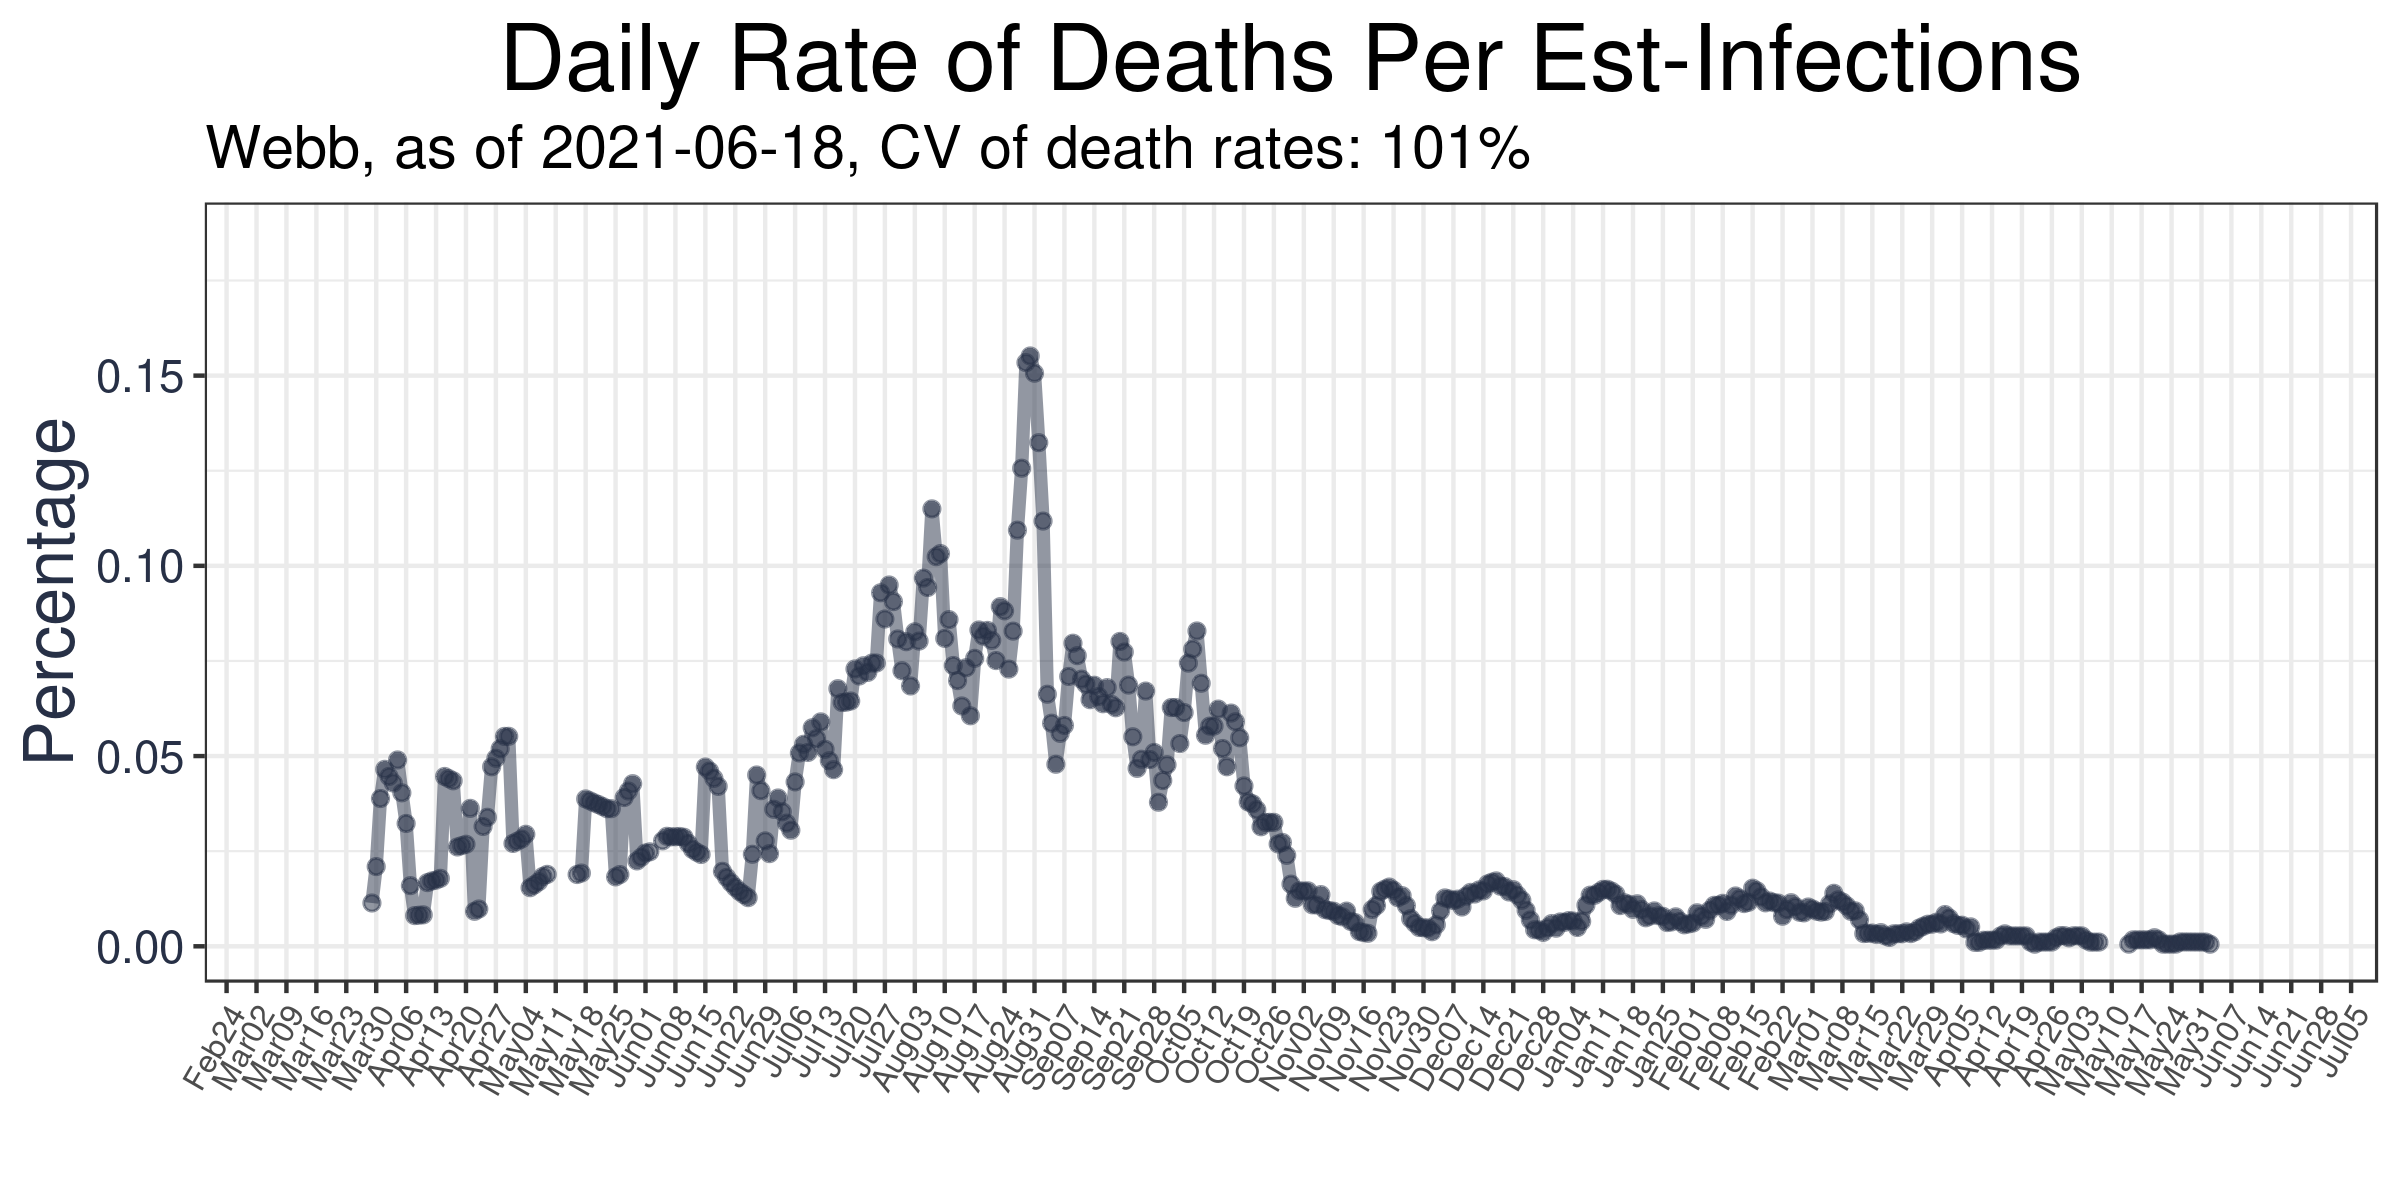 Daily Rate of Deaths Per Est-Infections
Webb, as of 2021-06-18, CV of death rates: 101%
Percentage
0.15
0.10
0.05
0.00
Feb24 Mar02 Mar09 Mar16 Mar23 Mar30 Apr06 Apr13 Apr20 Apr27 May04 May11 May18 May25 Jun01 Jun08 Jun15 Jun22 Jun29 Jul06 Jul13 Jul20 Jul27 Aug03 Aug10 Aug17 Aug24 Aug31 Sep07 Sep14 Sep21 Sep28 Oct05 Oct12 Oct19 Oct26 Nov02 Nov09 Nov16 Nov23 Nov30 Dec07 Dec14 Dec21 Dec28 Jan04 Jan11 Jan18 Jan25 Feb01 Feb08 Feb15 Feb22 Mar01 Mar08 Mar15 Mar22 Mar29 Apr05 Apr12 Apr19 Apr26 May03 May10 May17 May24 May31 Jun07 Jun14 Jun21 Jun28 Jul05